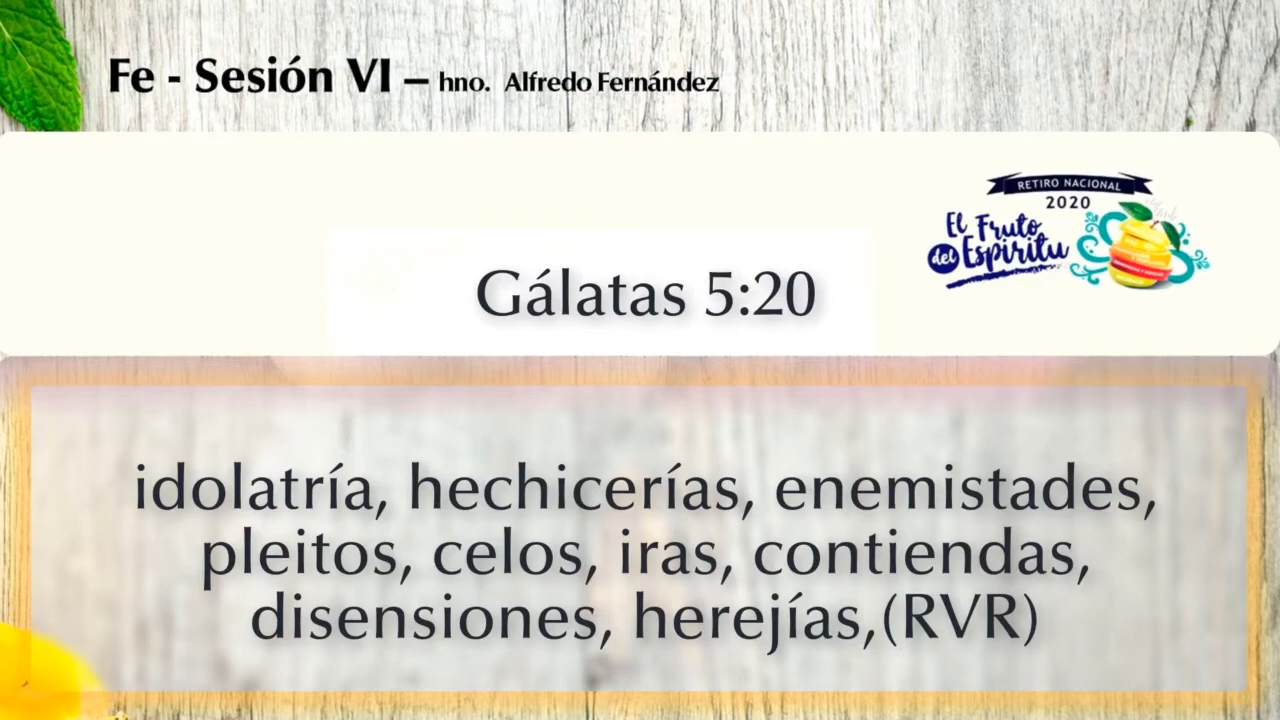 Fe - Sesión VI – hno. Alfredo Fernández
RETIRO NACIONAL
2020
El Fruto
del Espíritu
Gálatas 5:20
idolatría, hechicerías, enemistades,
pleitos, celos, iras, contiendas,
disensiones, herejías,(RVR)